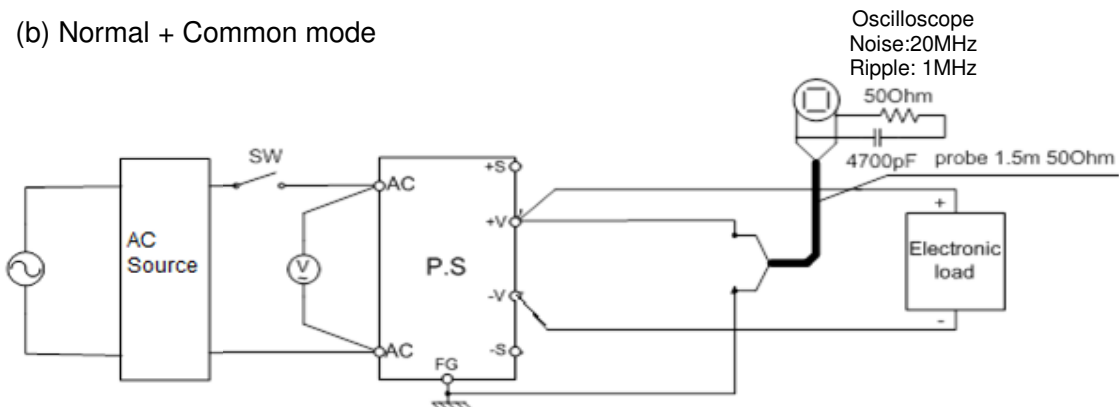 (b) Normal + Common mode
Oscilloscope
Noise:20MHz
Ripple: 1MHz
50Ohm
4700pF
probe 1.5m 50Ohm
SW
AC
Source
V
AC
AC
P.S
+S
+V
-V
-S
FG
+
Electronic
load
-